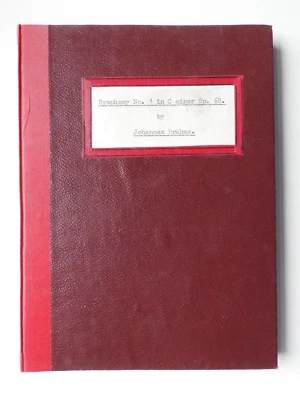 Symphony No. 1 in C minor Op. 68.
by
Johannes Brahms.